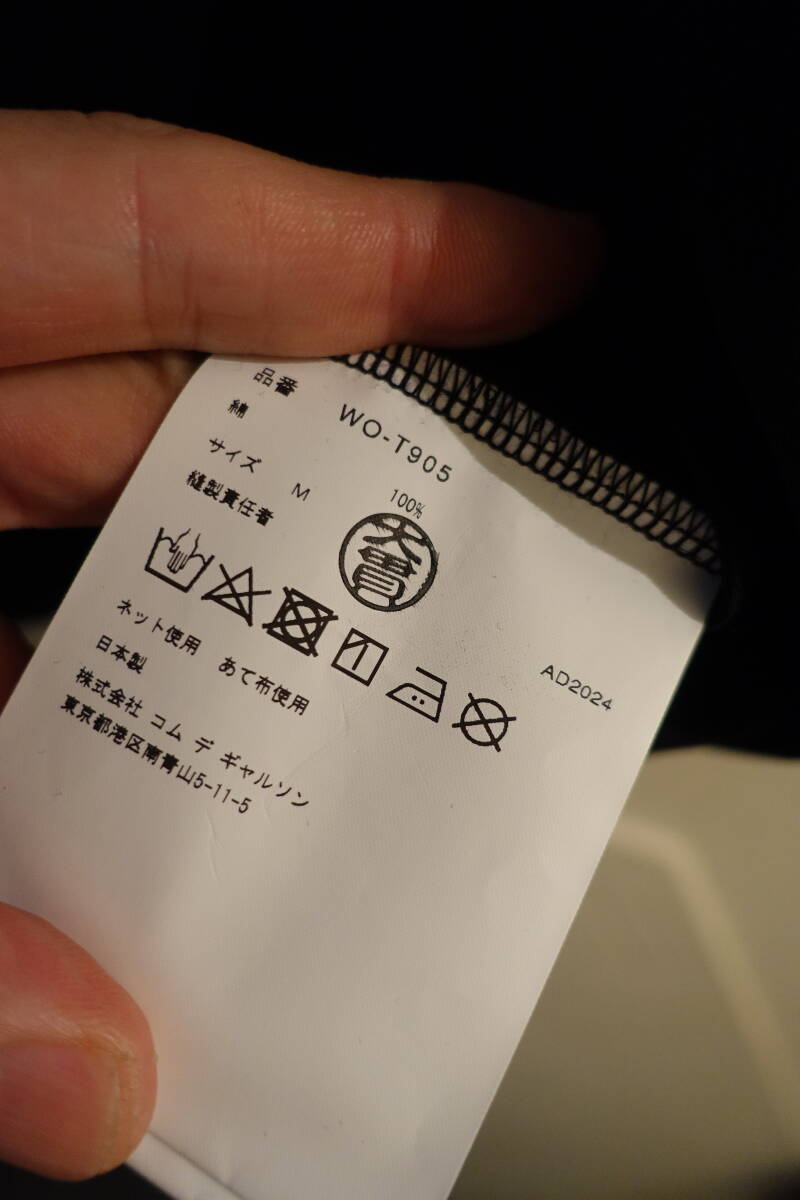 品番 WO-T905
綿 100%
サイズ M
縫製責任者
大貫
ネット使用 あて布使用
AD2024
日本製
株式会社 コム デ ギャルソン
東京都港区南青山5-11-5